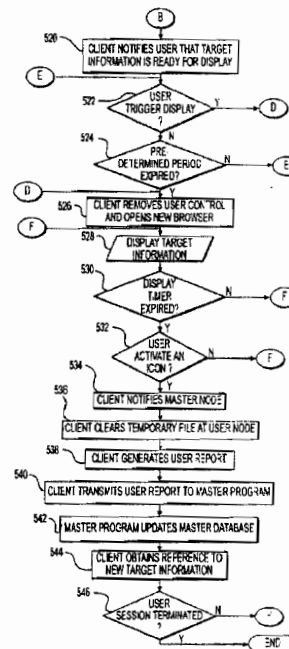 B
520
CLIENT NOTIFIES USER THAT TARGET
INFORMATION IS READY FOR DISPLAY
E
522
USER
TRIGGER DISPLAY
?
Y
D
N
524
PRE
DETERMINED PERIOD
EXPIRED?
N
E
D
Y
526
CLIENT REMOVES USER CONTROL
AND OPENS NEW BROWSER
F
528
DISPLAY TARGET
INFORMATION
530
DISPLAY
TIMER
EXPIRED?
N
F
Y
532
USER
ACTIVATE AN
ICON ?
N
F
Y
534
CLIENT NOTIFIES MASTER NODE
536
CLIENT CLEARS TEMPORARY FILE AT USER NODE
538
CLIENT GENERATES USER REPORT
540
CLIENT TRANSMITS USER REPORT TO MASTER PROGRAM
542
MASTER PROGRAM UPDATES MASTER DATABASE
544
CLIENT OBTAINS REFERENCE TO
NEW TARGET INFORMATION
546
USER
SESSION TERMINATED
?
N
Y
END